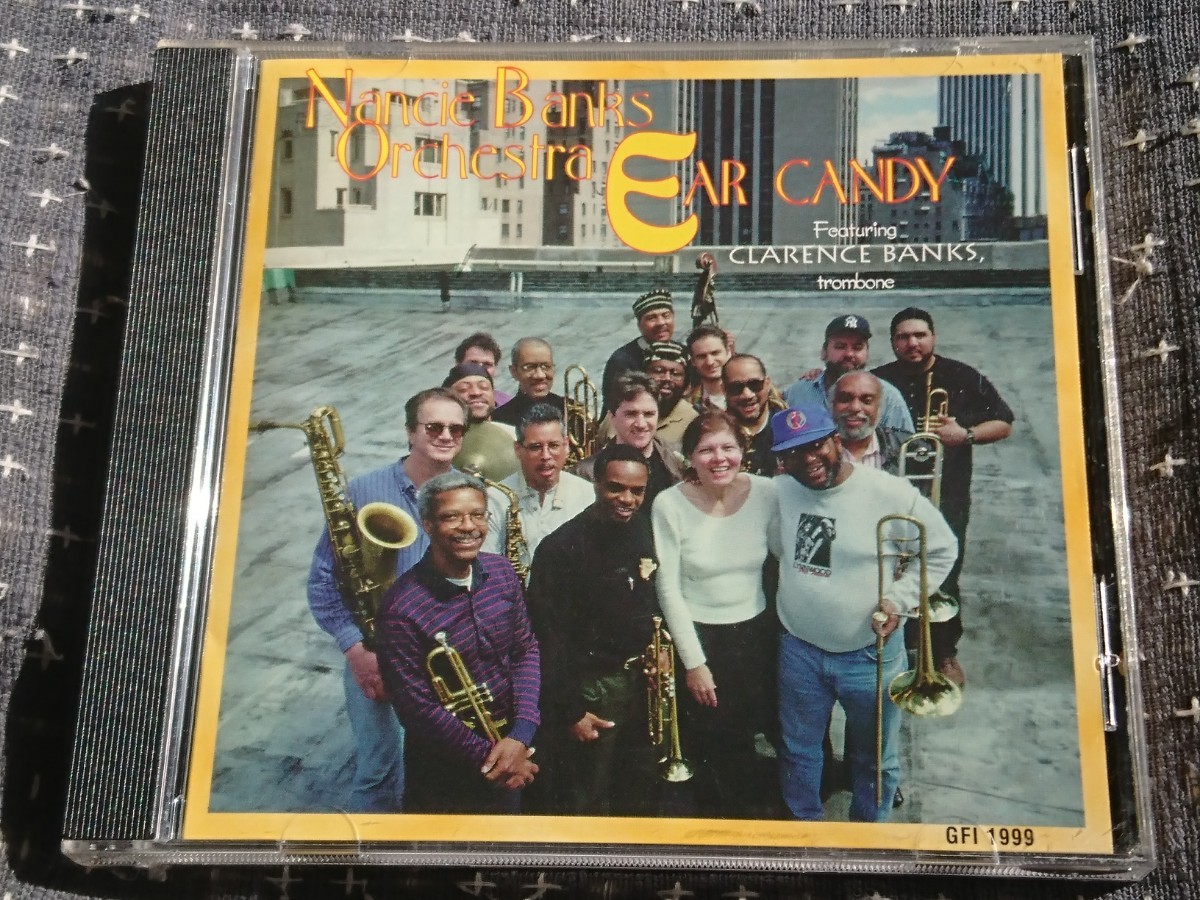 Nancie Banks
Orchestra
EAR CANDY
Featuring
CLARENCE BANKS,
trombone
GFI 1999